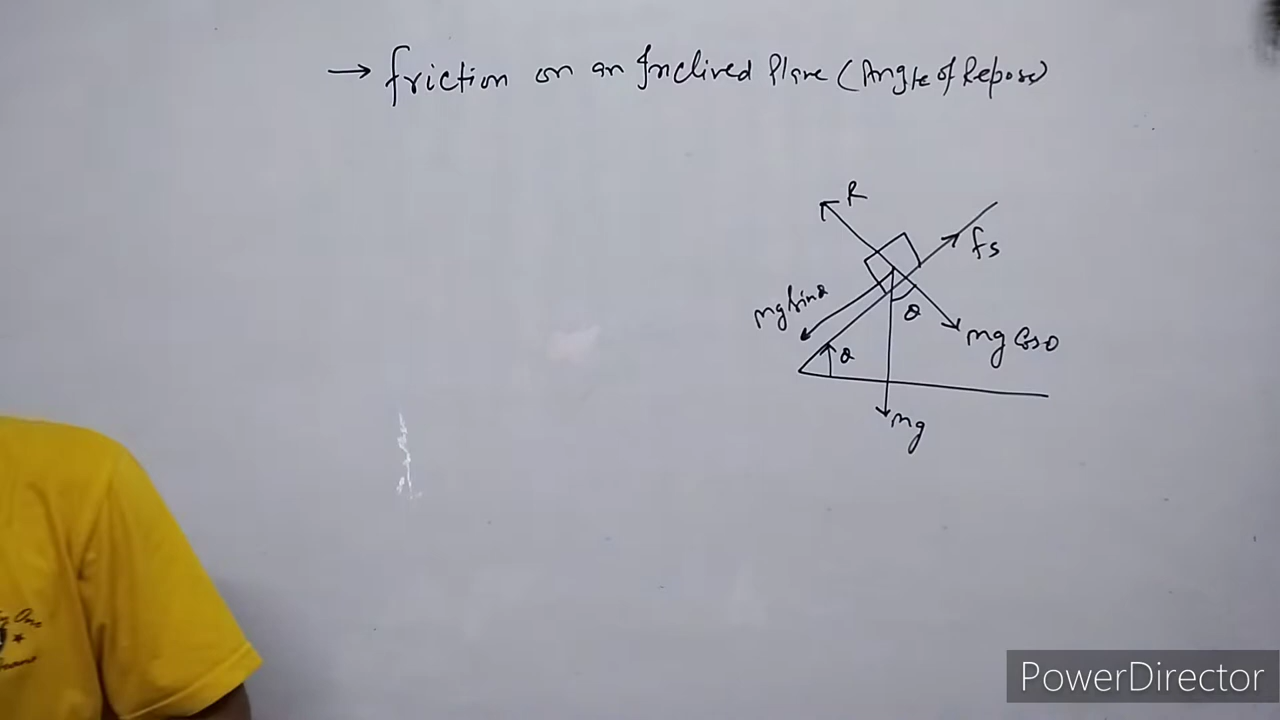 → friction on an Inclined Plane (Angle of Repose)
R
fs
mg sinθ
θ
mg Cosθ
θ
mg
PowerDirector